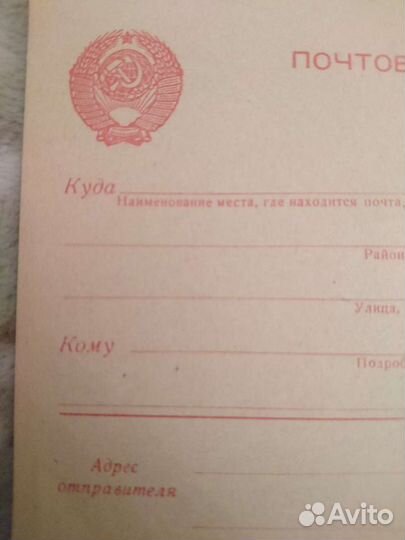 ПОЧТОВ
Куда
Наименование места, где находится почта,
Район
Улица,
Кому
Подроб
Адрес
отправителя
Avito